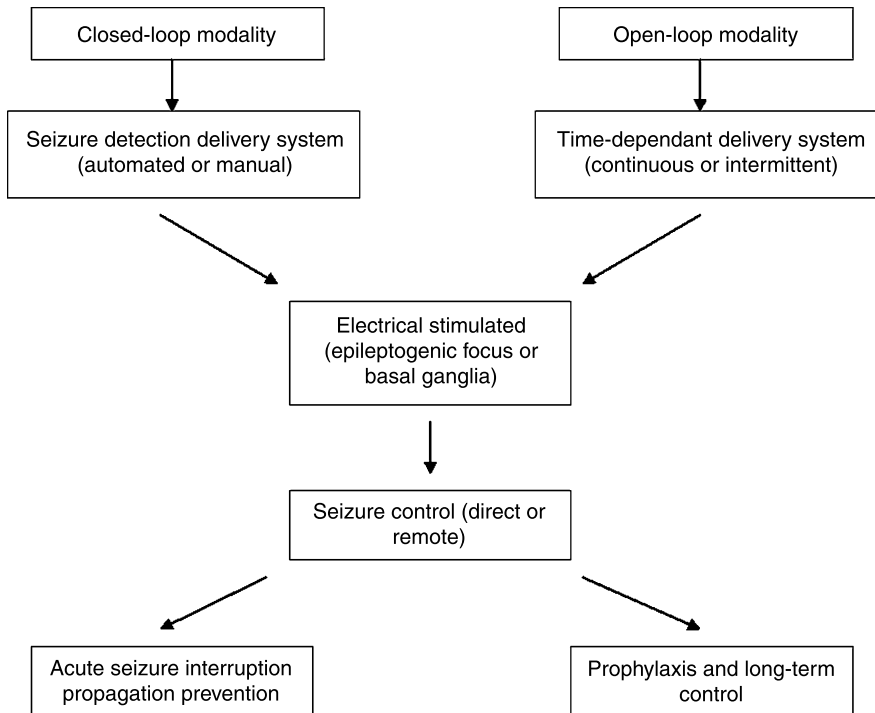 Closed-loop modality
Open-loop modality
Seizure detection delivery system
(automated or manual)
Time-dependant delivery system
(continuous or intermittent)
Electrical stimulated
(epileptogenic focus or
basal ganglia)
Seizure control (direct or
remote)
Acute seizure interruption
propagation prevention
Prophylaxis and long-term
control